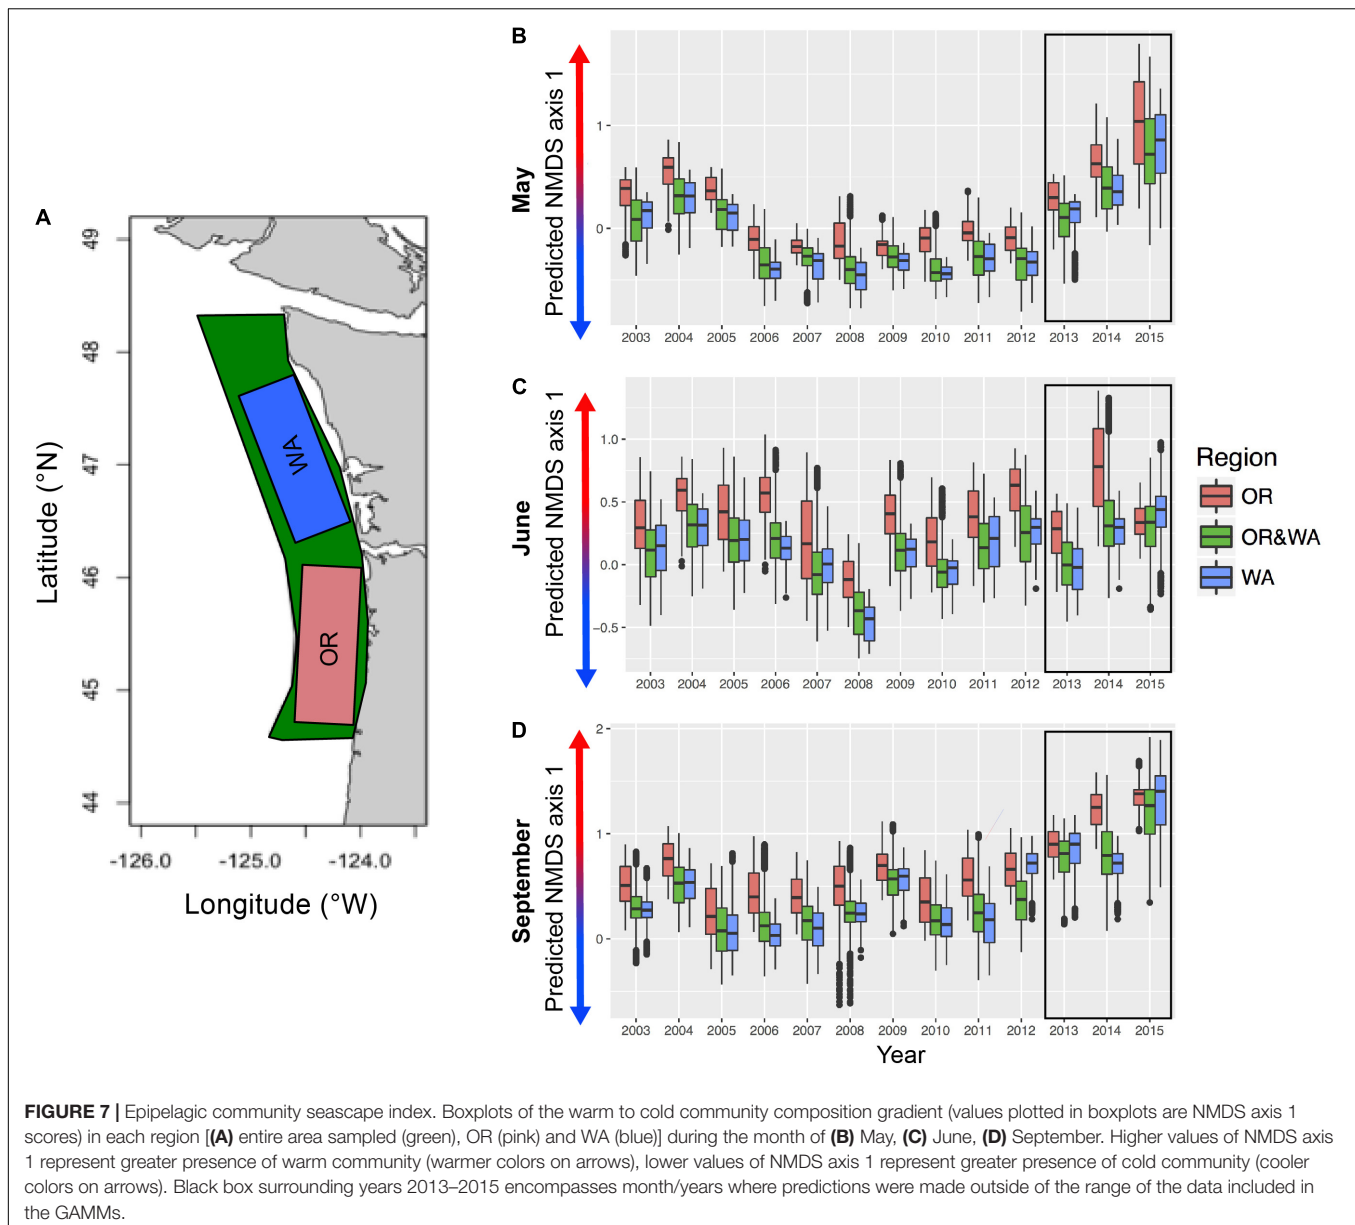 A
49
48
47
46
45
44
Latitude (°N)
WA
OR
-126.0
-125.0
-124.0
Longitude (°W)
B
May
Predicted NMDS axis 1
1
0
2003 2004 2005 2006 2007 2008 2009 2010 2011 2012 2013 2014 2015
C
June
Predicted NMDS axis 1
1.0
0.5
0.0
−0.5
2003 2004 2005 2006 2007 2008 2009 2010 2011 2012 2013 2014 2015
Region
OR
OR&WA
WA
D
September
Predicted NMDS axis 1
2
1
0
2003 2004 2005 2006 2007 2008 2009 2010 2011 2012 2013 2014 2015
Year
FIGURE 7 | Epipelagic community seascape index. Boxplots of the warm to cold community composition gradient (values plotted in boxplots are NMDS axis 1
scores) in each region [(A) entire area sampled (green), OR (pink) and WA (blue)] during the month of (B) May, (C) June, (D) September. Higher values of NMDS axis
1 represent greater presence of warm community (warmer colors on arrows), lower values of NMDS axis 1 represent greater presence of cold community (cooler
colors on arrows). Black box surrounding years 2013–2015 encompasses month/years where predictions were made outside of the range of the data included in
the GAMMs.